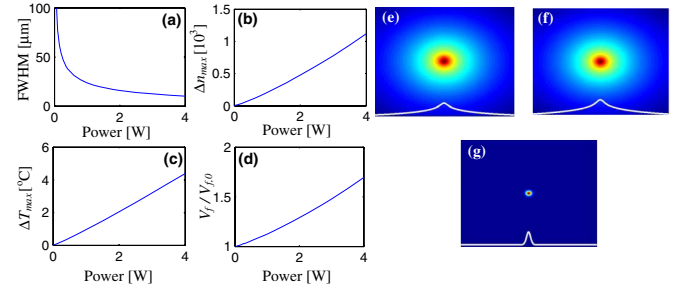 (a)
FWHM [μm]
100
50
0
0
2
4
Power [W]
(b)
Δn_max [10^3]
1.5
1
0.5
0
0
2
4
Power [W]
(e)
(f)
(c)
ΔT_max [°C]
6
4
2
0
0
2
4
Power [W]
(d)
V_f / V_f,0
2
1.5
1
0
2
4
Power [W]
(g)